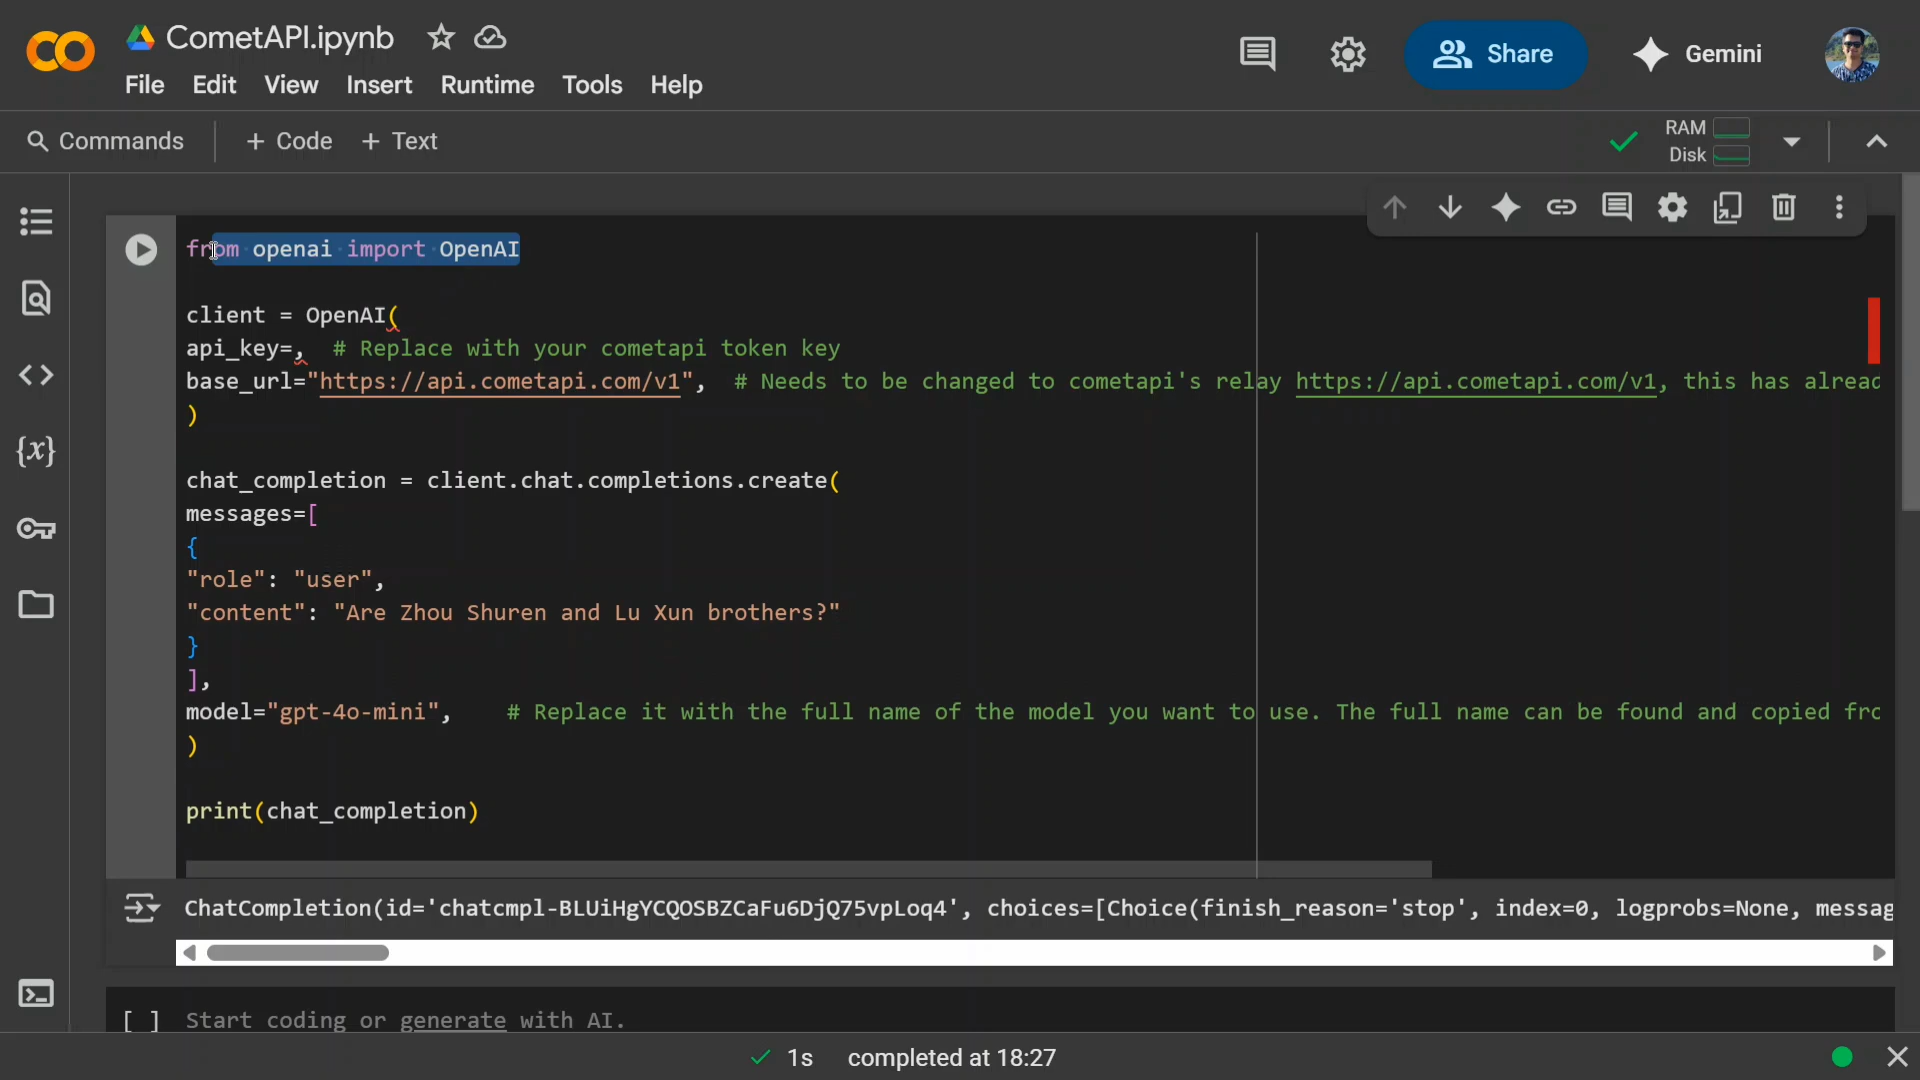 CometAPI.ipynb
File Edit View Insert Runtime Tools Help
Share
Gemini
Commands
+ Code + Text
RAM
Disk
from openai import OpenAI
client = OpenAI(
api_key=, # Replace with your cometapi token key
base_url="https://api.cometapi.com/v1", # Needs to be changed to cometapi's relay https://api.cometapi.com/v1, this has alread
)
chat_completion = client.chat.completions.create(
messages=[
{
"role": "user",
"content": "Are Zhou Shuren and Lu Xun brothers?"
}
],
model="gpt-4o-mini", # Replace it with the full name of the model you want to use. The full name can be found and copied fro
)
print(chat_completion)
ChatCompletion(id='chatcmpl-BLUiHgYCQOSBZCaFu6DjQ75vpLoq4', choices=[Choice(finish_reason='stop', index=0, logprobs=None, messag
[ ] Start coding or generate with AI.
1s completed at 18:27